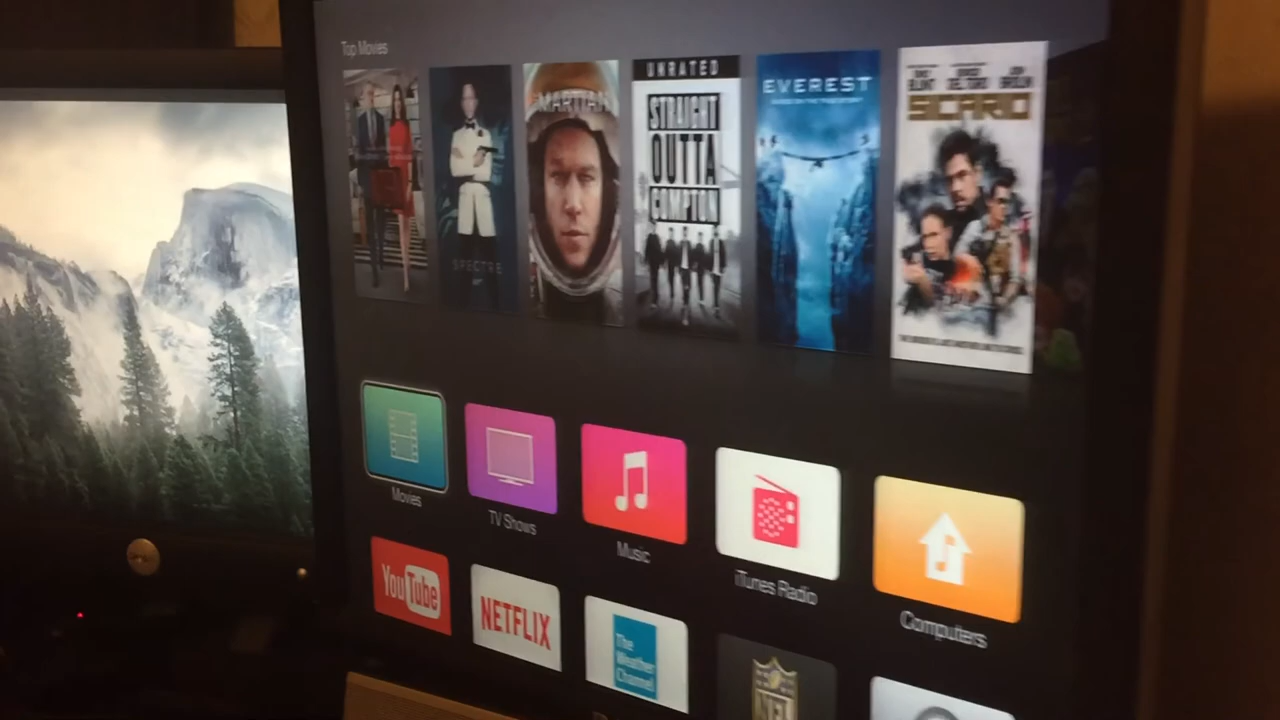 Top Movies
MARTIAN
SPECTRE
UNRATED
STRAIGHT
OUTTA
COMPTON
EVEREST
SICARIO
Movies
TV Shows
Music
iTunes Radio
Computers
YouTube
NETFLIX
The
Weather
Channel
NFL